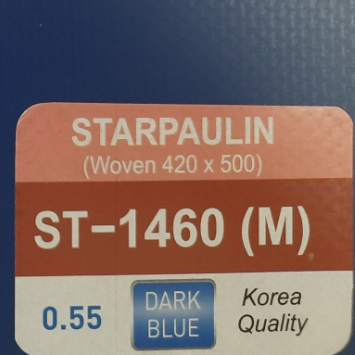 STARPAULIN
(Woven 420 x 500)
ST-1460 (M)
0.55
DARK
BLUE
Korea
Quality